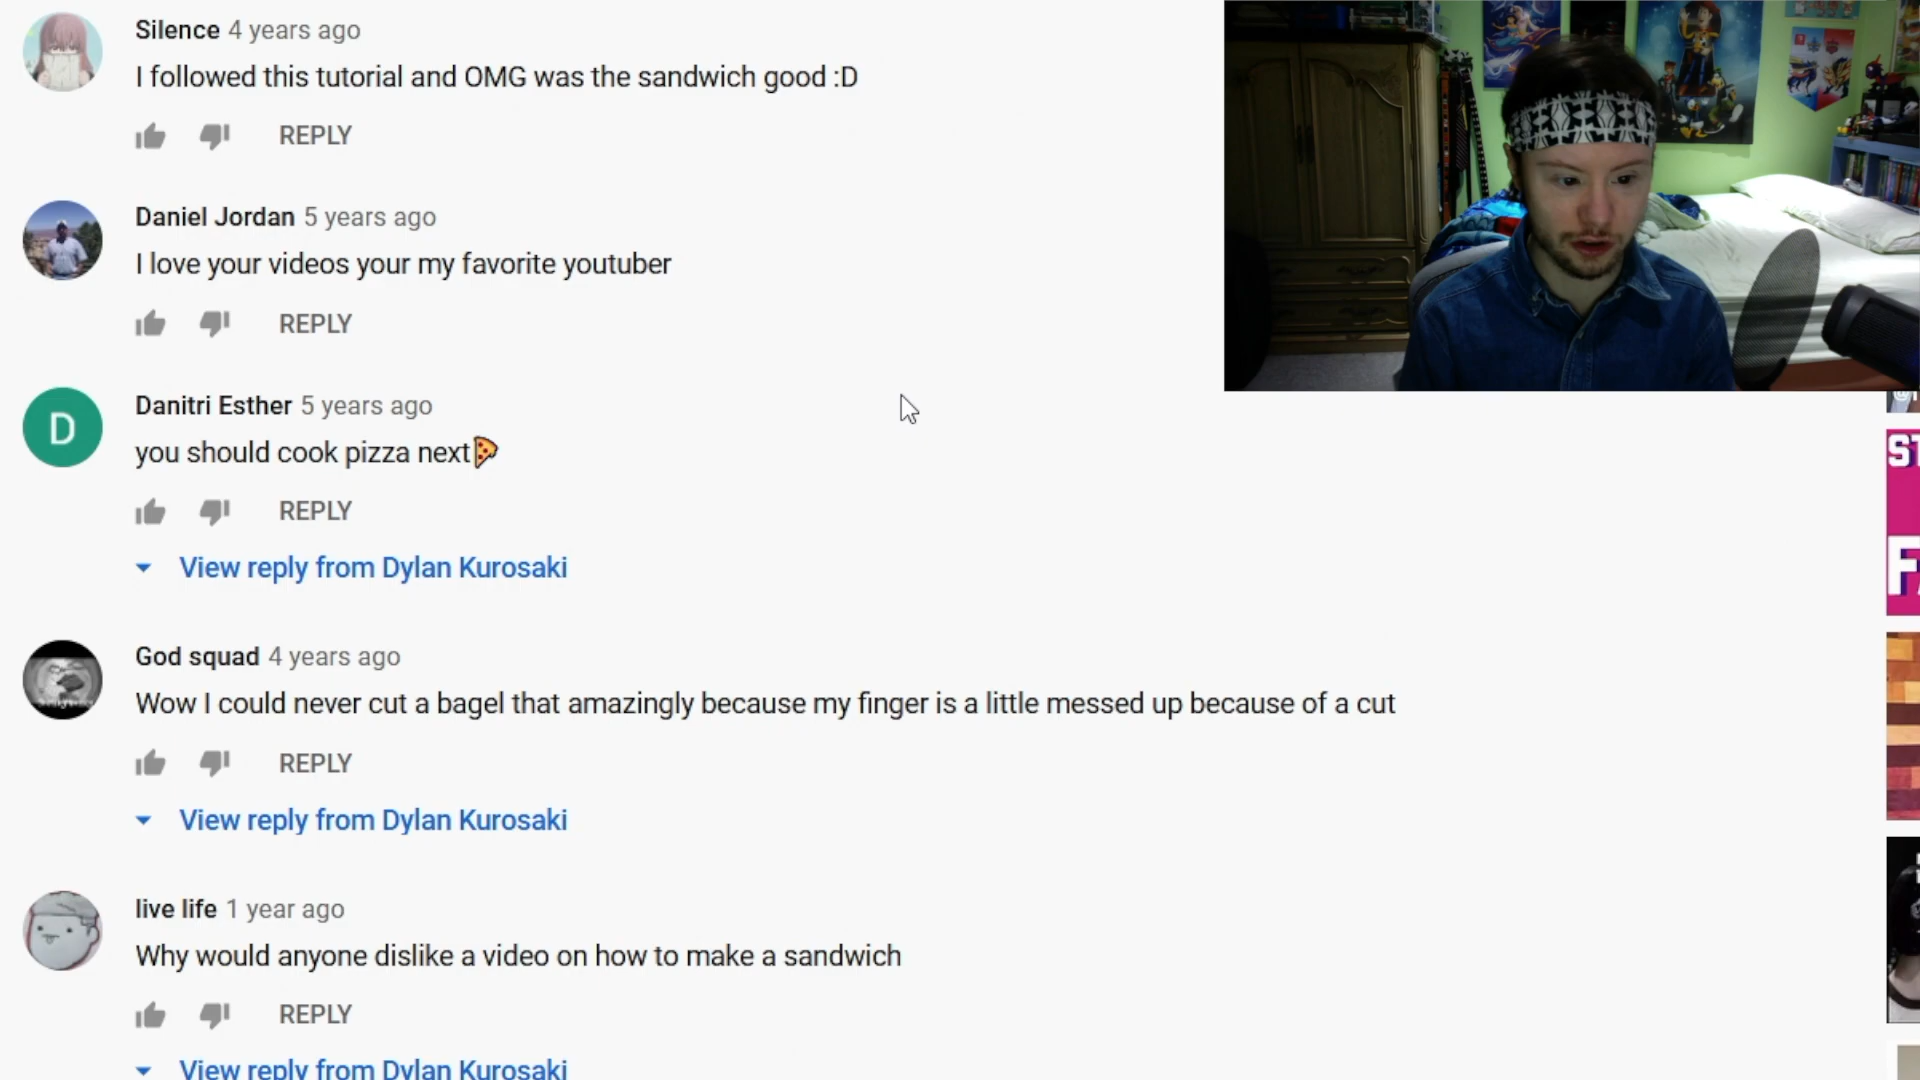 Silence 4 years ago
I followed this tutorial and OMG was the sandwich good :D
REPLY
Daniel Jordan 5 years ago
I love your videos your my favorite youtuber
REPLY
Danitri Esther 5 years ago
you should cook pizza next🍕
REPLY
View reply from Dylan Kurosaki
God squad 4 years ago
Wow I could never cut a bagel that amazingly because my finger is a little messed up because of a cut
REPLY
View reply from Dylan Kurosaki
live life 1 year ago
Why would anyone dislike a video on how to make a sandwich
REPLY
View reply from Dylan Kurosaki